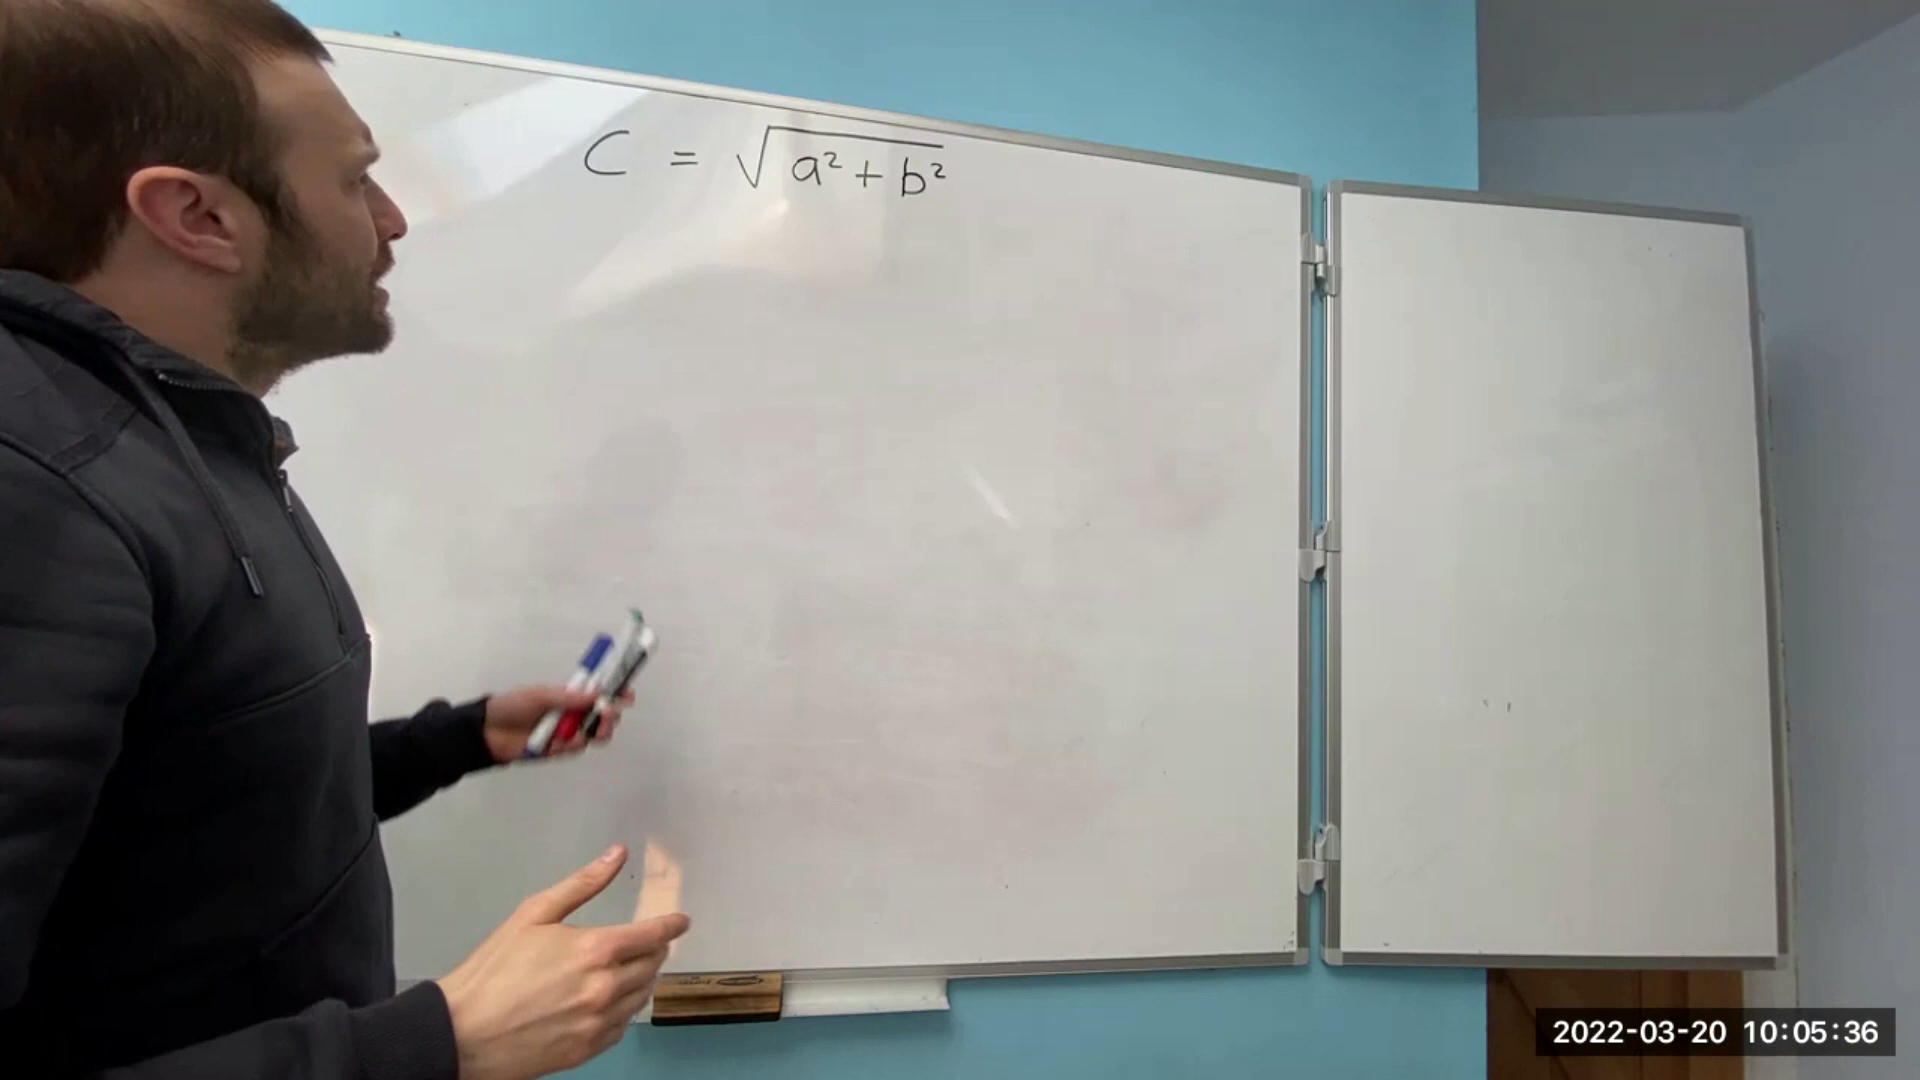 C = √a² + b²
2022-03-20 10:05:36